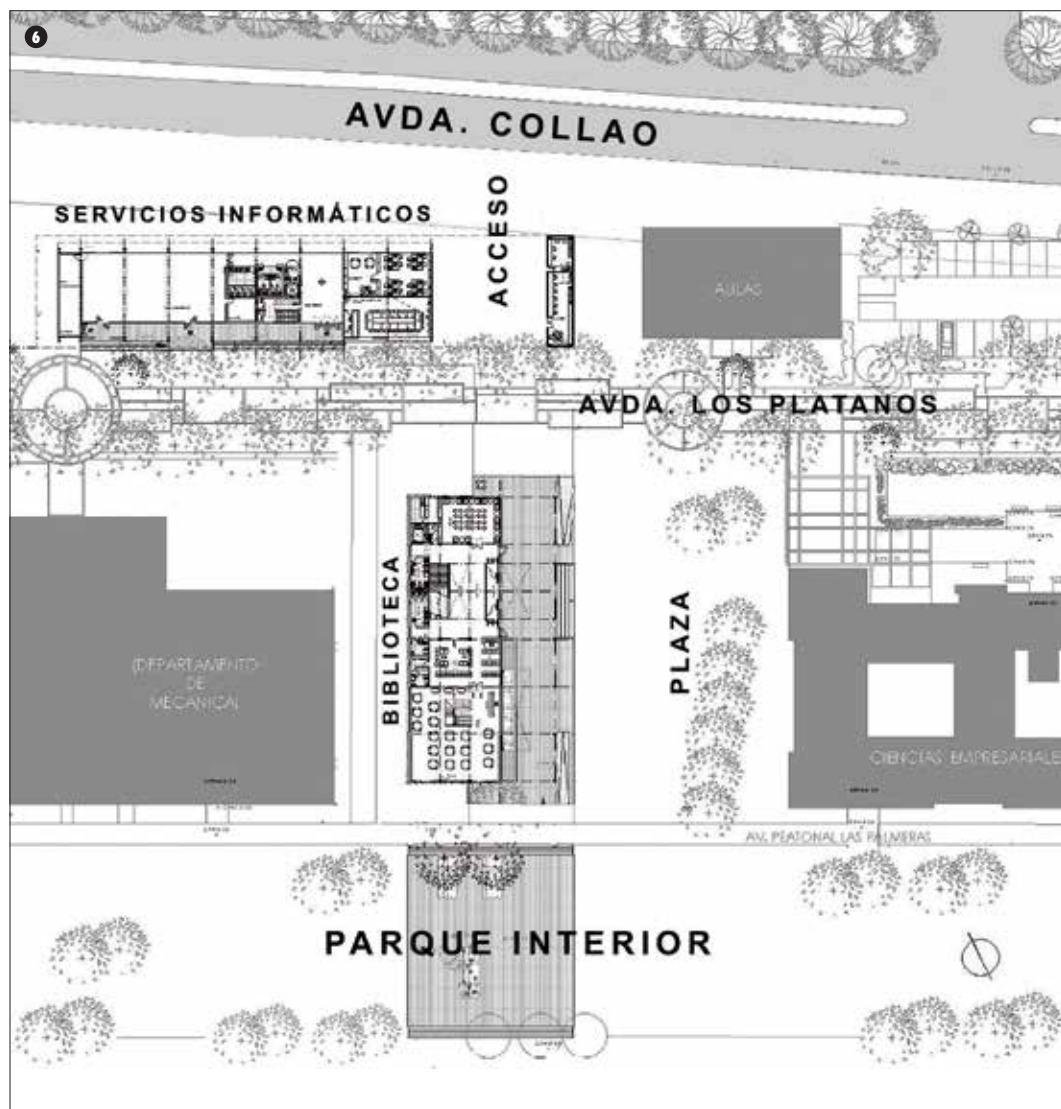 6
AVDA. COLLAO
SERVICIOS INFORMÁTICOS
ACCESO
AULAS
AVDA. LOS PLATANOS
BIBLIOTECA
PLAZA
(DEPARTAMENTO
DE
MECANICA)
CIENCIAS EMPRESARIALE
AV. PEATONAL LAS PALMERAS
PARQUE INTERIOR